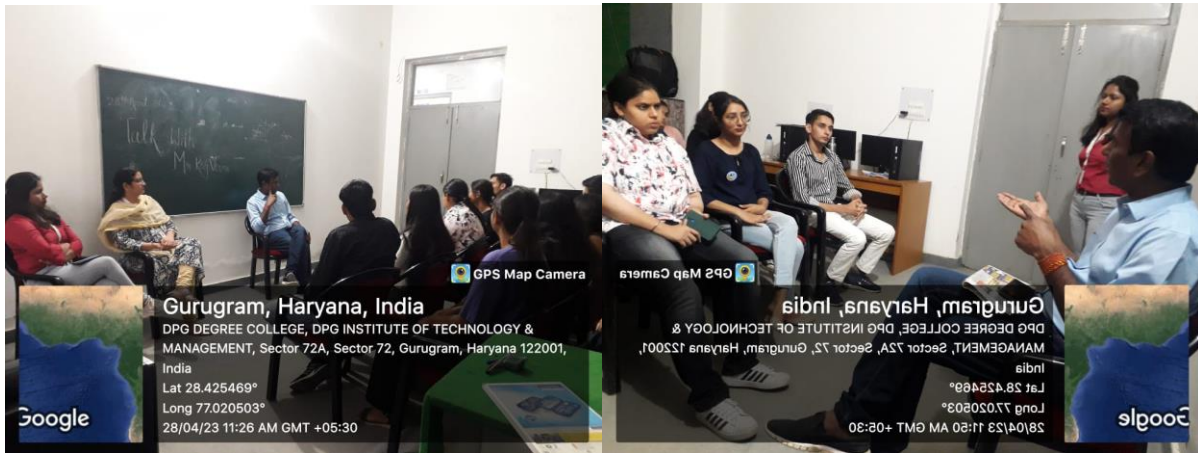 Talk With
GPS Map Camera
Gurugram, Haryana, India
DPG DEGREE COLLEGE, DPG INSTITUTE OF TECHNOLOGY &
MANAGEMENT, Sector 72A, Sector 72, Gurugram, Haryana 122001,
India
Lat 28.425469°
Long 77.020503°
28/04/23 11:26 AM GMT +05:30
Google
GPS Map Camera
Gurugram, Haryana, India
DPG DEGREE COLLEGE, DPG INSTITUTE OF TECHNOLOGY &
MANAGEMENT, Sector 72A, Sector 72, Gurugram, Haryana 122001,
India
Lat 28.425469°
Long 77.020503°
28/04/23 11:50 AM GMT +05:30
Google